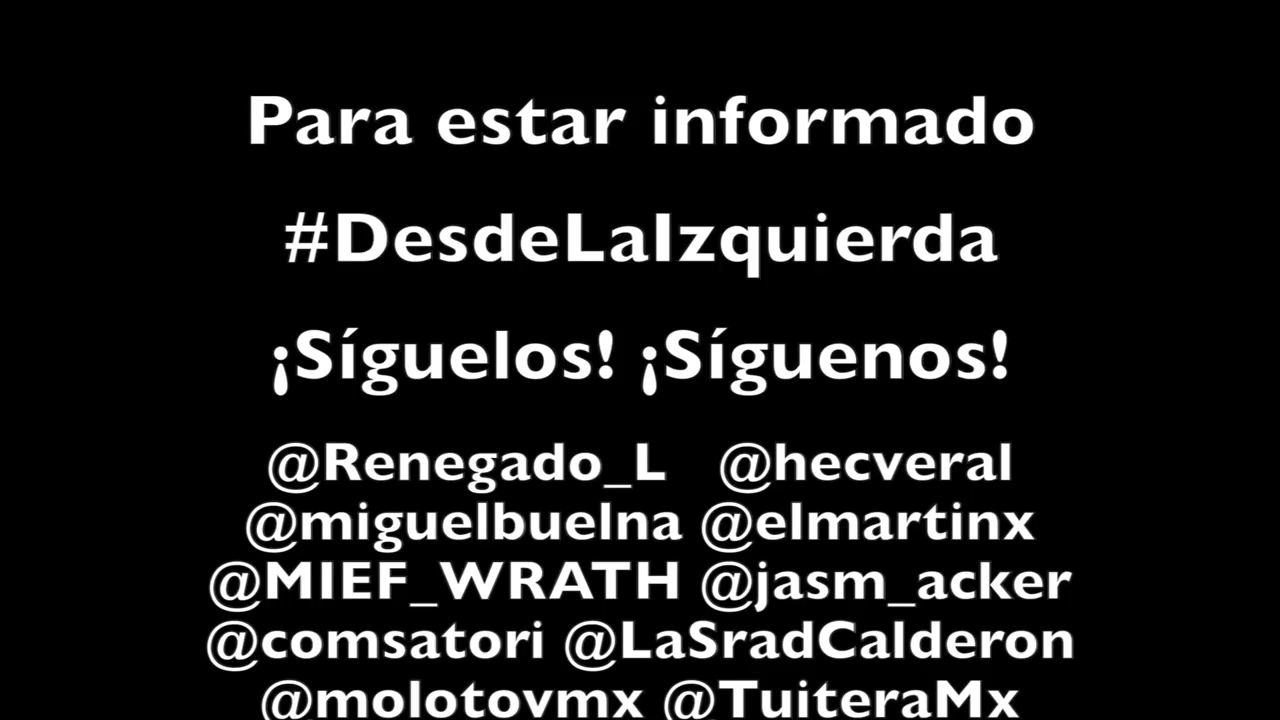 Para estar informado
#DesdeLaIzquierda
¡Síguelos! ¡Síguenos!
@Renegado_L @hecveral
@miguelbuelna @elmartinx
@MIEF_WRATH @jasm_acker
@comsatori @LaSradCalderon
@molotovmx @TuiteraMx